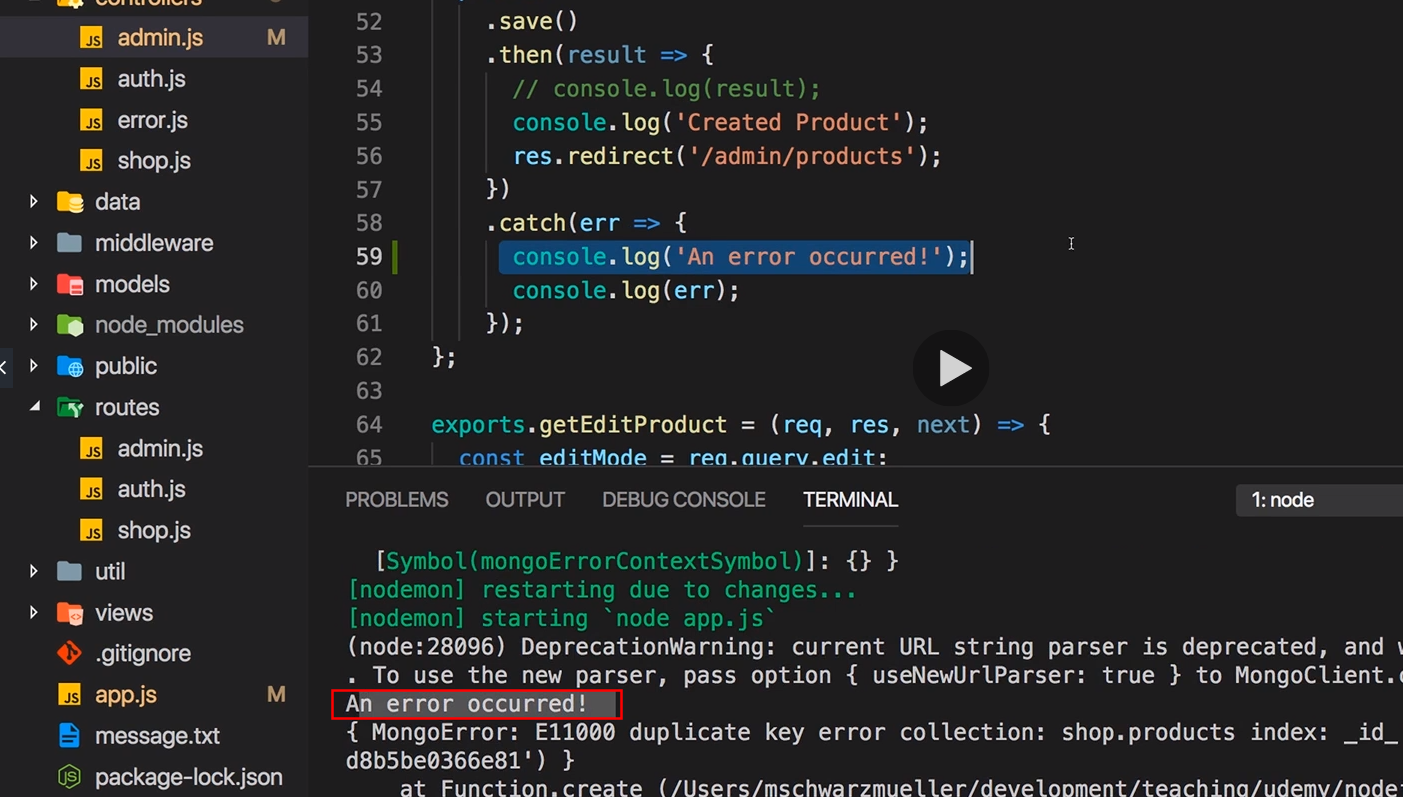 controllers
admin.js M
auth.js
error.js
shop.js
data
middleware
models
node_modules
public
routes
admin.js
auth.js
shop.js
util
views
.gitignore
app.js M
message.txt
package-lock.json
52 .save()
53 .then(result => {
54 // console.log(result);
55 console.log('Created Product');
56 res.redirect('/admin/products');
57 })
58 .catch(err => {
59 console.log('An error occurred!');
60 console.log(err);
61 });
62 };
63
64 exports.getEditProduct = (req, res, next) => {
65 const editMode = req.query.edit;
PROBLEMS OUTPUT DEBUG CONSOLE TERMINAL 1: node
[Symbol(mongoErrorContextSymbol)]: {} }
[nodemon] restarting due to changes...
[nodemon] starting `node app.js`
(node:28096) DeprecationWarning: current URL string parser is deprecated, and
. To use the new parser, pass option { useNewUrlParser: true } to MongoClient.
An error occurred!
{ MongoError: E11000 duplicate key error collection: shop.products index: _id_
d8b5be0366e81') }
at Function.create (/Users/mschwarzmueller/development/teaching/udemy/node